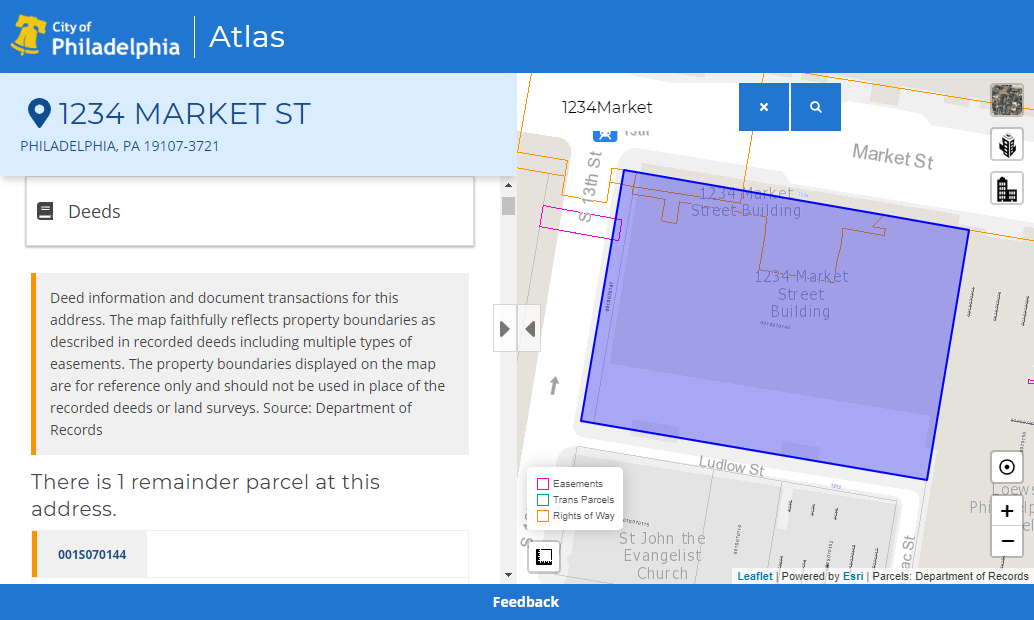 City of
Philadelphia
Atlas
1234 MARKET ST
PHILADELPHIA, PA 19107-3721
Deeds
Deed information and document transactions for this
address. The map faithfully reflects property boundaries as
described in recorded deeds including multiple types of
easements. The property boundaries displayed on the map
are for reference only and should not be used in place of the
recorded deeds or land surveys. Source: Department of
Records
There is 1 remainder parcel at this
address.
001S070144
1234Market
13th
Market St
S 13th St
1234 Market
Street Building
1234 Market
Street
Building
Ludlow St
Easements
Trans Parcels
Rights of Way
St John the
Evangelist
Church
Loews
Leaflet | Powered by Esri | Parcels: Department of Records
Feedback